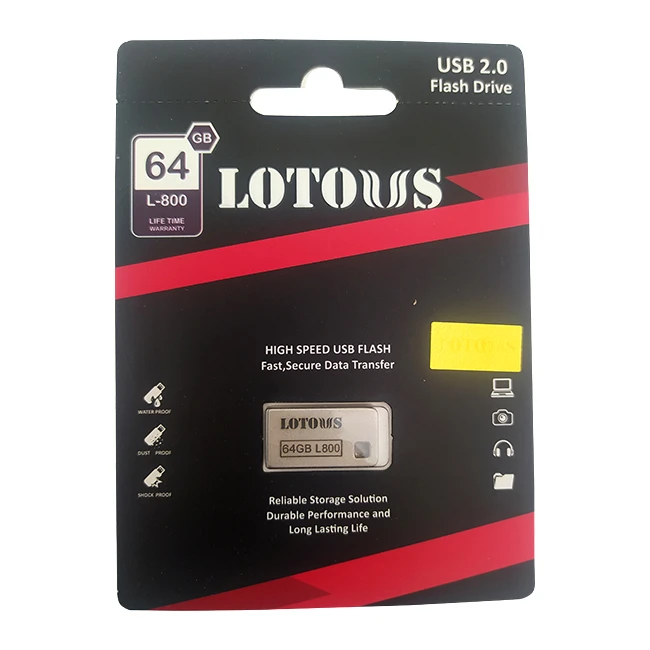 USB 2.0
Flash Drive
GB
64
L-800
LIFE TIME
WARRANTY
LOTOUS
LOTOUS
HIGH SPEED USB FLASH
Fast,Secure Data Transfer
WATER PROOF
DUST PROOF
SHOCK PROOF
LOTOUS
64GB L800
Reliable Storage Solution
Durable Performance and
Long Lasting Life